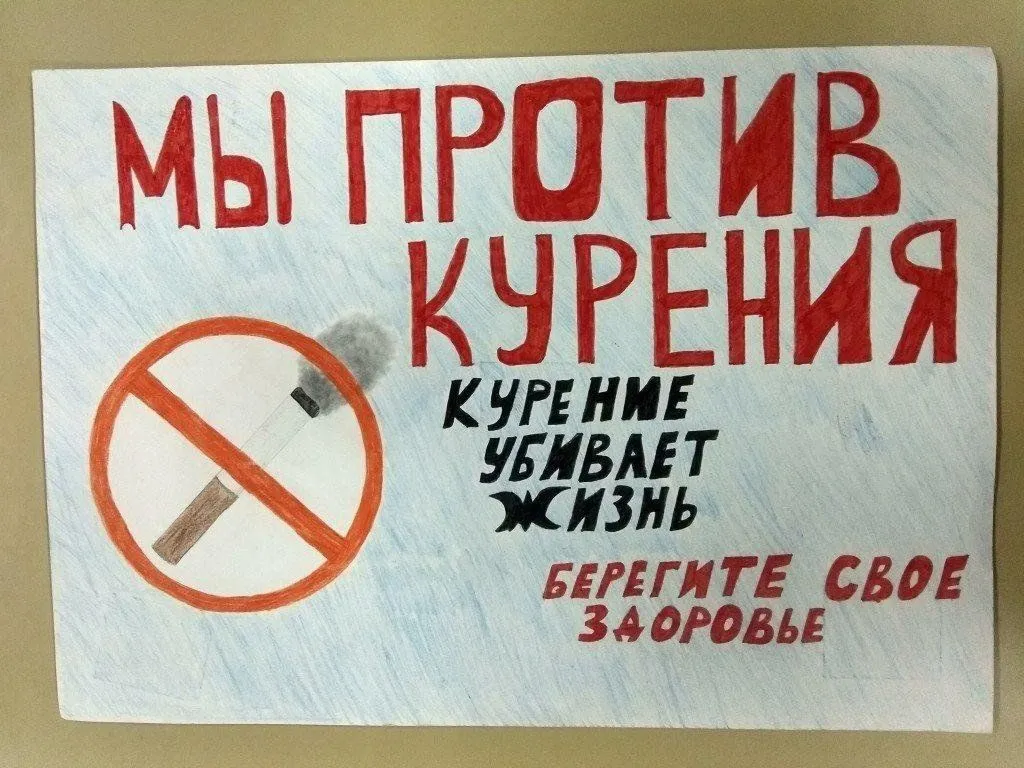 МЫ ПРОТИВ
КУРЕНИЯ
КУРЕНИЕ
УБИВАЕТ
ЖИЗНЬ
БЕРЕГИТЕ СВОЕ
ЗДОРОВЬЕ